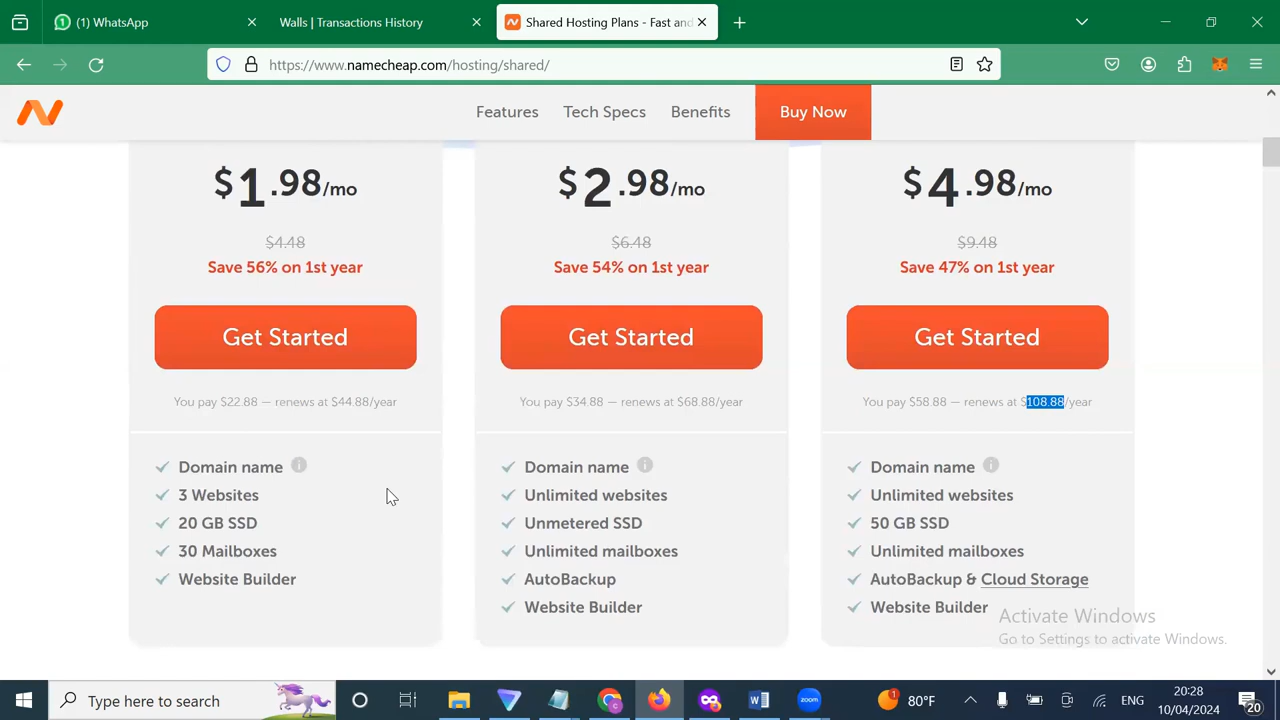 (1) WhatsApp
Walls | Transactions History
Shared Hosting Plans - Fast and
https://www.namecheap.com/hosting/shared/
Features
Tech Specs
Benefits
Buy Now
$1.98/mo
$4.48
Save 56% on 1st year
Get Started
You pay $22.88 — renews at $44.88/year
Domain name
3 Websites
20 GB SSD
30 Mailboxes
Website Builder
$2.98/mo
$6.48
Save 54% on 1st year
Get Started
You pay $34.88 — renews at $68.88/year
Domain name
Unlimited websites
Unmetered SSD
Unlimited mailboxes
AutoBackup
Website Builder
$4.98/mo
$9.48
Save 47% on 1st year
Get Started
You pay $58.88 — renews at $108.88/year
Domain name
Unlimited websites
50 GB SSD
Unlimited mailboxes
AutoBackup & Cloud Storage
Website Builder
Activate Windows
Go to Settings to activate Windows.
Type here to search
zoom
1
80°F
ENG
20:28
10/04/2024
20